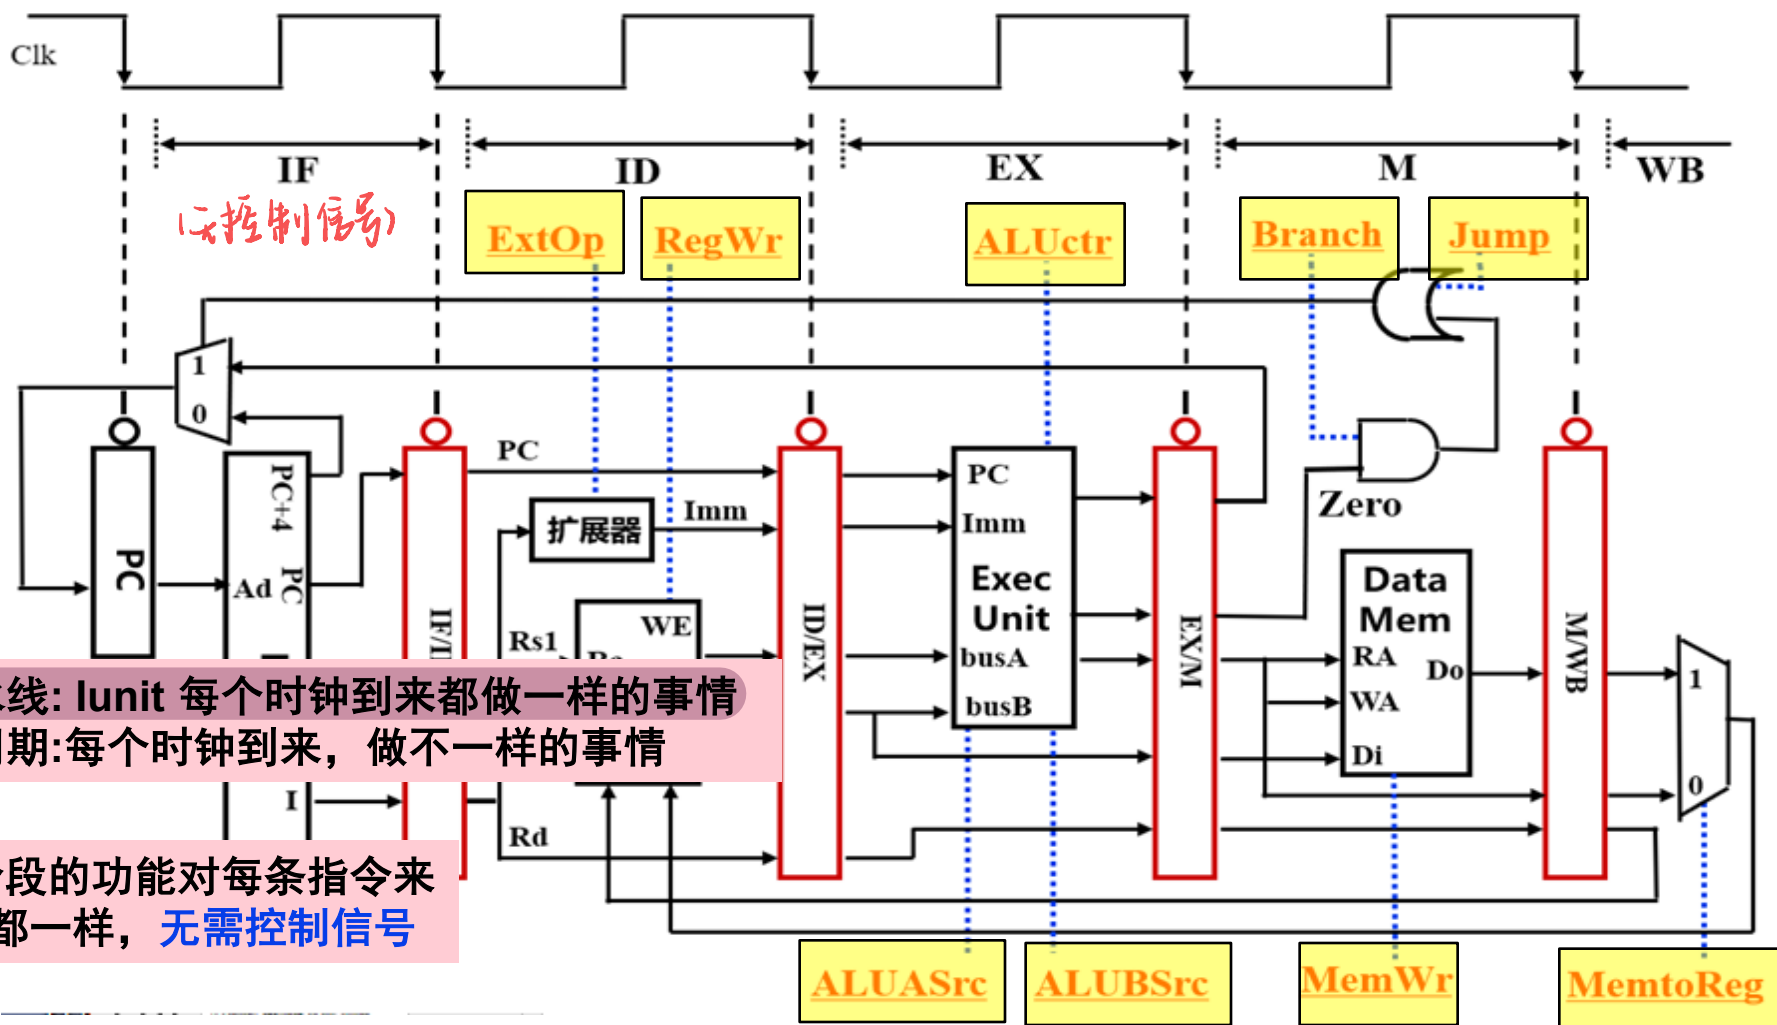 Clk
IF
ID
EX
M
WB
(无控制信号)
ExtOp
RegWr
ALUctr
Branch
Jump
1
0
PC
PC+4
PC
Ad
PC
I
IF/I
扩展器
Imm
WE
Rs1
Rd
ID/EX
PC
Imm
Exec
Unit
busA
busB
EX/M
Zero
Data
Mem
RA
Do
WA
Di
M/WB
1
0
线: Iunit 每个时钟到来都做一样的事情
期:每个时钟到来，做不一样的事情
段的功能对每条指令来
都一样，无需控制信号
ALUASrc
ALUBSrc
MemWr
MemtoReg